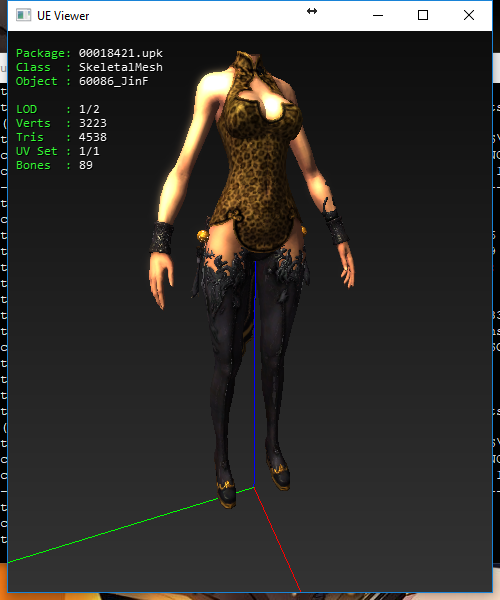 UE Viewer
Package: 00018421.upk
Class  : SkeletalMesh
Object : 60086_JinF
LOD    : 1/2
Verts  : 3223
Tris   : 4538
UV Set : 1/1
Bones  : 89